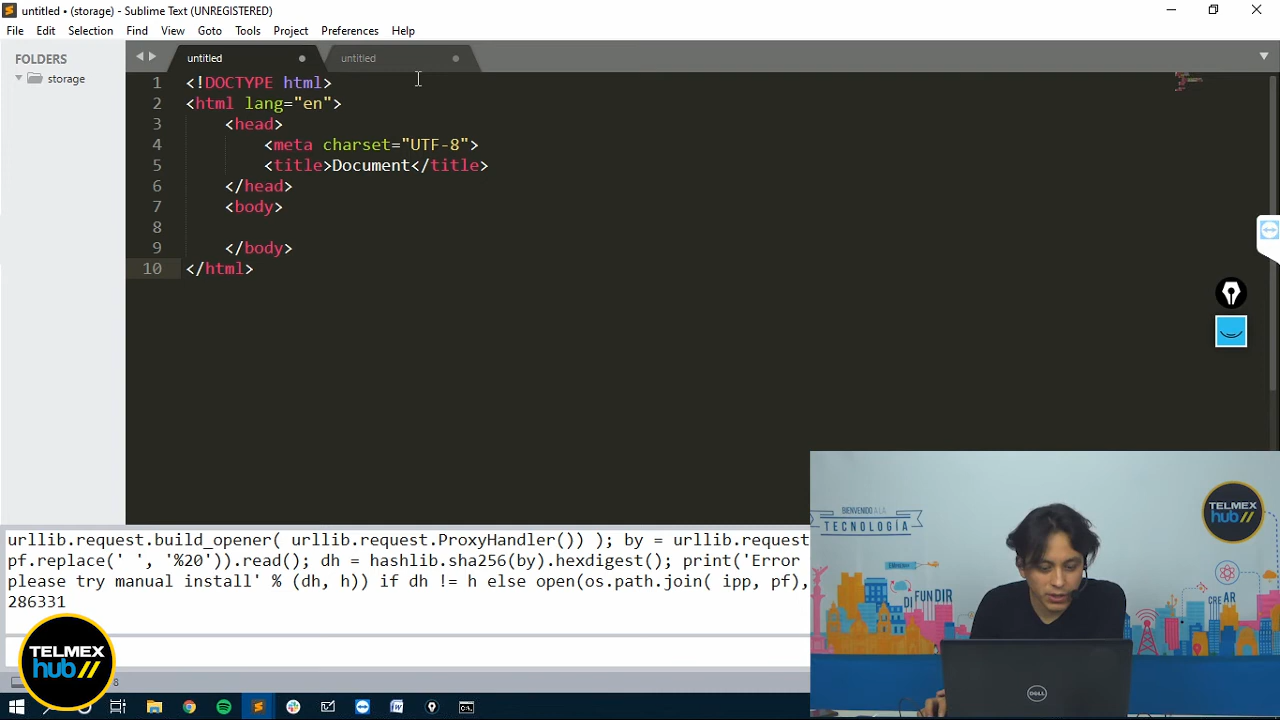 untitled • (storage) - Sublime Text (UNREGISTERED)
File Edit Selection Find View Goto Tools Project Preferences Help
FOLDERS
storage
untitled
untitled
1 <!DOCTYPE html>
2 <html lang="en">
3 <head>
4 <meta charset="UTF-8">
5 <title>Document</title>
6 </head>
7 <body>
8
9 </body>
10 </html>
urllib.request.build_opener( urllib.request.ProxyHandler()) ); by = urllib.request
pf.replace(' ', '%20')).read(); dh = hashlib.sha256(by).hexdigest(); print('Error
please try manual install' % (dh, h)) if dh != h else open(os.path.join( ipp, pf),
286331
TELMEX
hub//
8
BIENVENIDO A LA
TECNOLOGÍA
TELMEX
hub//
DIFUNDIR
CREAR
DELL